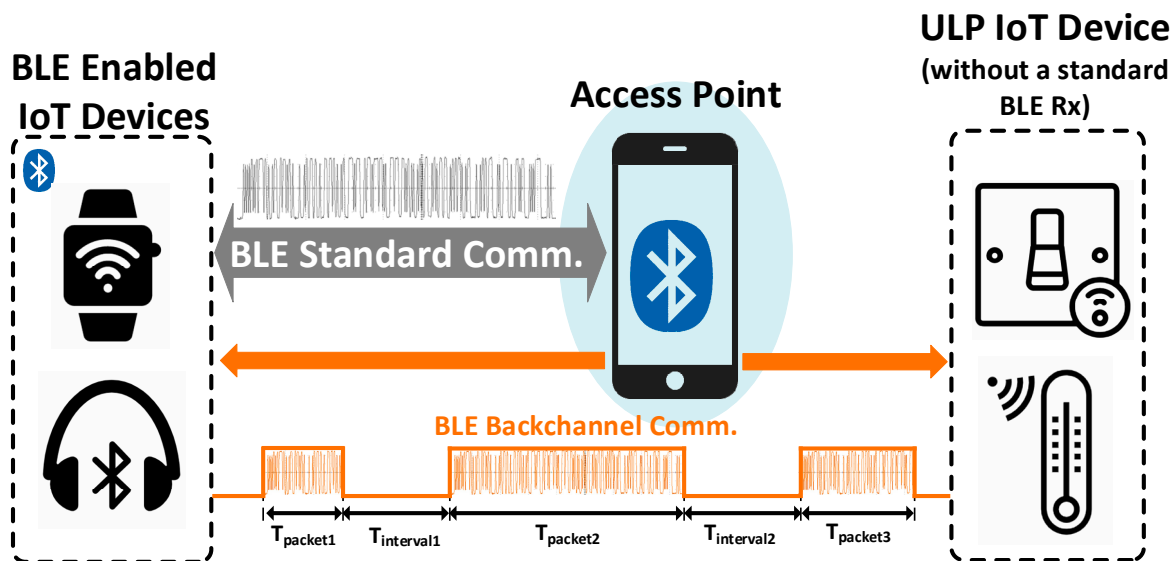 BLE Enabled
IoT Devices
Access Point
ULP IoT Device
(without a standard
BLE Rx)
BLE Standard Comm.
BLE Backchannel Comm.
Tpacket1
Tinterval1
Tpacket2
Tinterval2
Tpacket3